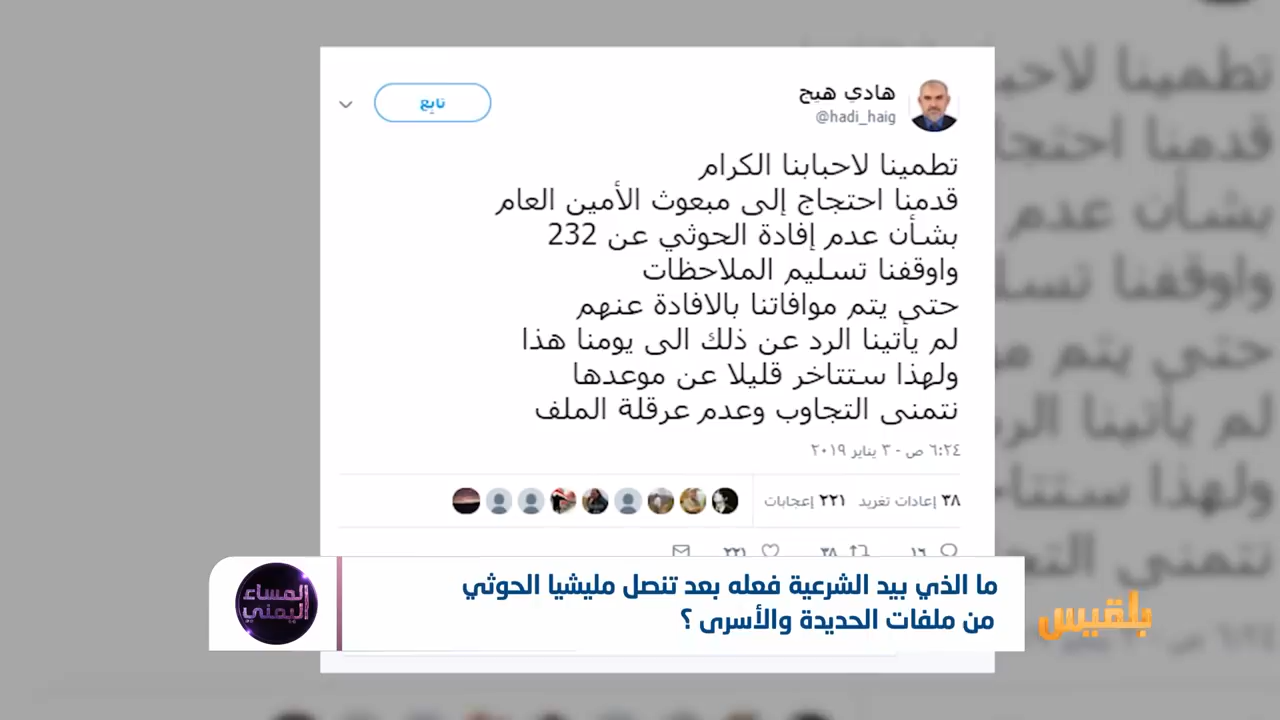 هادي هيج
@hadi_haig
تابع
تطمينا لاحبابنا الكرام
قدمنا احتجاج إلى مبعوث الأمين العام
بشأن عدم إفادة الحوثي عن 232
واوقفنا تسليم الملاحظات
حتى يتم موافاتنا بالافادة عنهم
لم يأتينا الرد عن ذلك الى يومنا هذا
ولهذا ستتاخر قليلا عن موعدها
نتمنى التجاوب وعدم عرقلة الملف
٦:٢٤ ص - ٣ يناير ٢٠١٩
٣٨ إعادات تغريد ٢٢١ إعجابات
١٦ ٣٨ ٢٢١
ما الذي بيد الشرعية فعله بعد تنصل مليشيا الحوثي
من ملفات الحديدة والأسرى ؟
المساء
اليمني
بلقيس